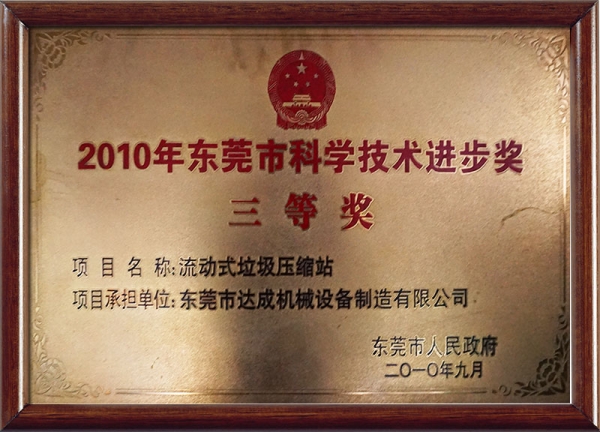 2010年东莞市科学技术进步奖
三等奖
项目名称:流动式垃圾压缩站
项目承担单位:东莞市达成机械设备制造有限公司
东莞市人民政府
二〇一〇年九月